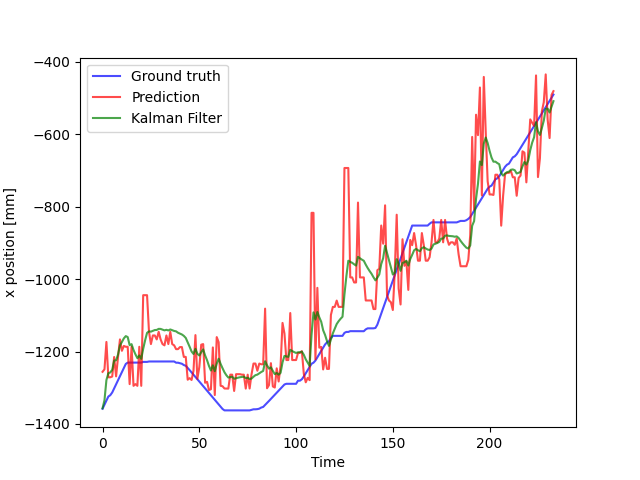 −400
−600
−800
−1000
−1200
−1400
0
50
100
150
200
Time
x position [mm]
Ground truth
Prediction
Kalman Filter